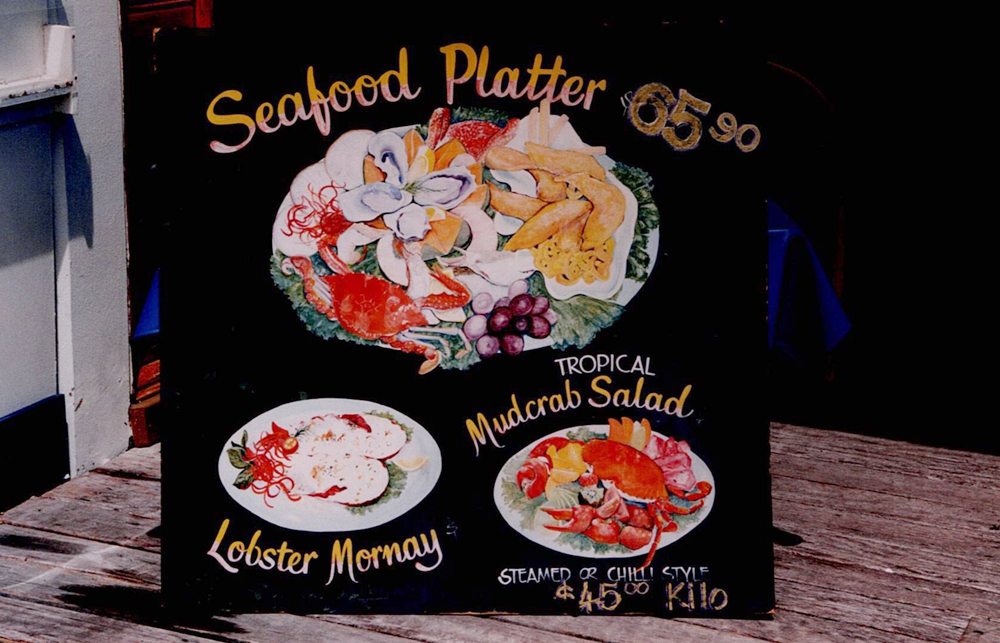 Seafood Platter $65 90
TROPICAL
Mudcrab Salad
Lobster Mornay
STEAMED OR CHILLI STYLE
$45 00 Kilo